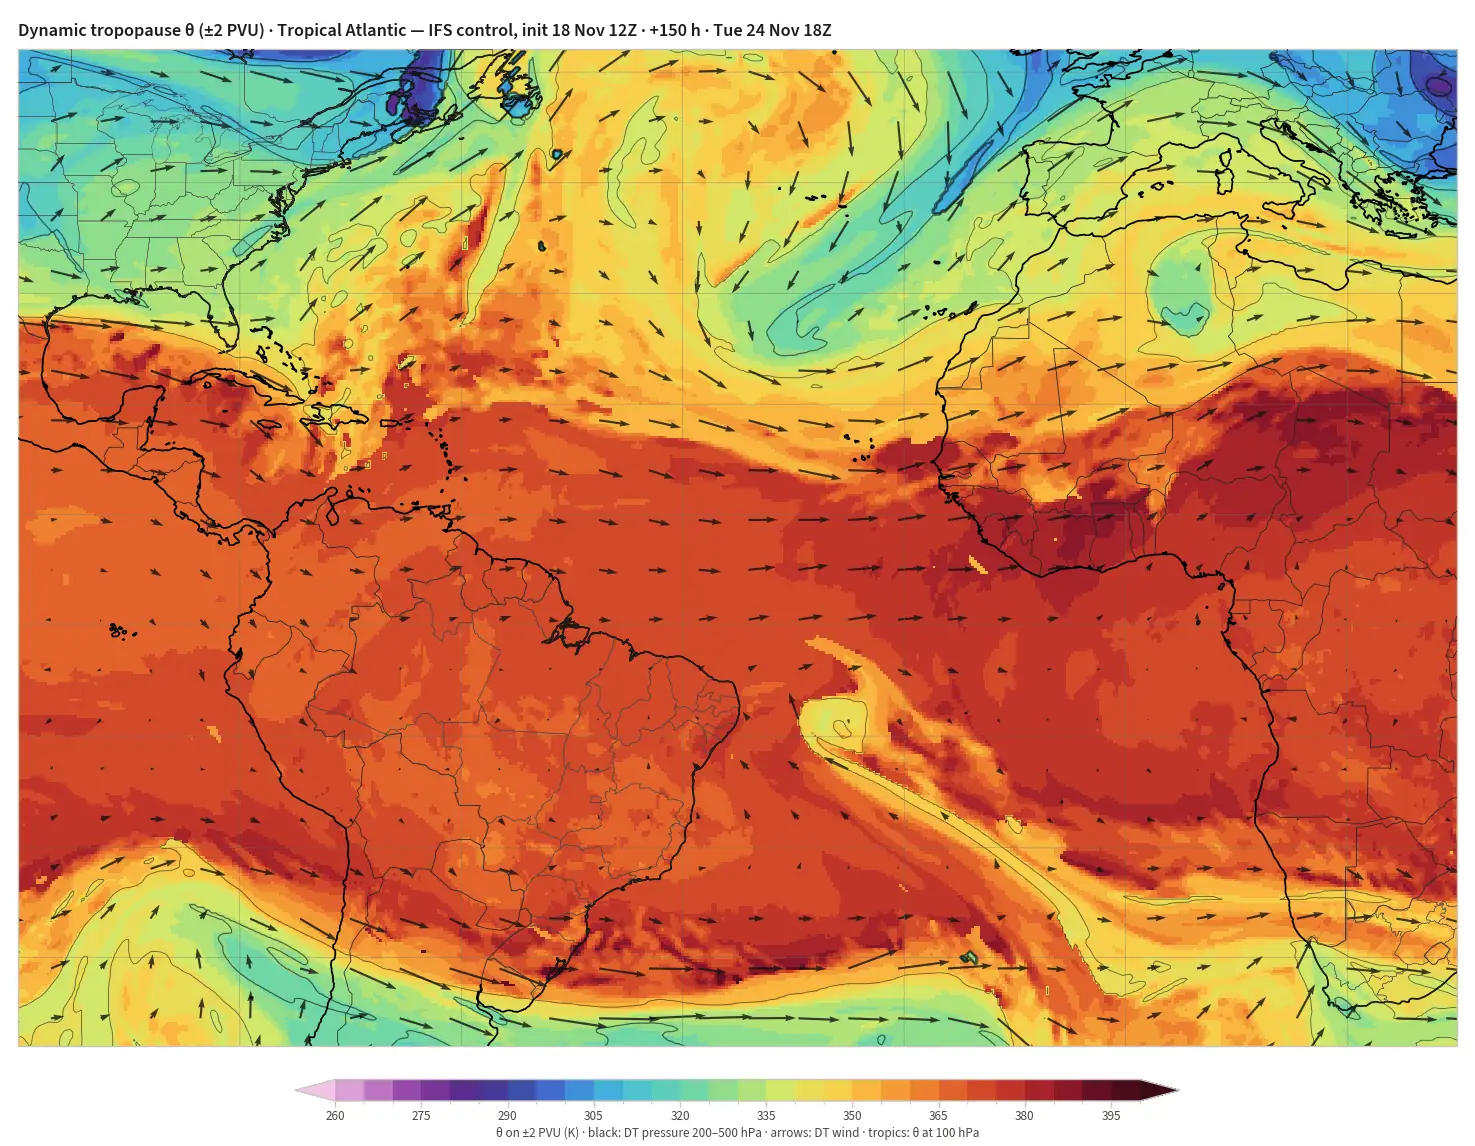 Dynamic tropopause θ (±2 PVU) · Tropical Atlantic — IFS control, init 18 Nov 12Z · +150 h · Tue 24 Nov 18Z
260 275 290 305 320 335 350 365 380 395
θ on ±2 PVU (K) · black: DT pressure 200–500 hPa · arrows: DT wind · tropics: θ at 100 hPa